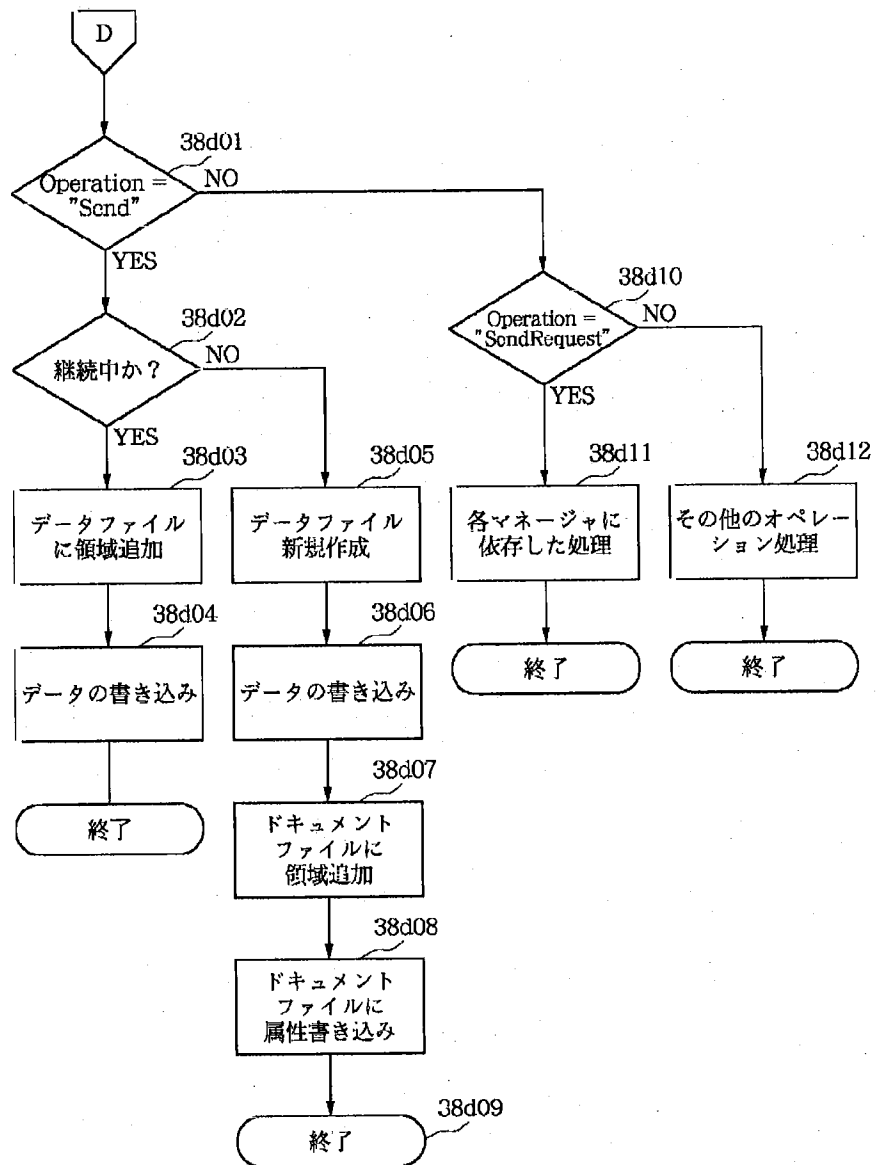 D
38d01
Operation =
"Send"
NO
YES
38d02
継続中か？
NO
YES
38d10
Operation =
"SendRequest"
NO
YES
38d03
データファイル
に領域追加
38d05
データファイル
新規作成
38d11
各マネージャに
依存した処理
38d12
その他のオペレー
ション処理
38d04
データの書き込み
38d06
データの書き込み
終了
終了
終了
38d07
ドキュメント
ファイルに
領域追加
38d08
ドキュメント
ファイルに
属性書き込み
38d09
終了